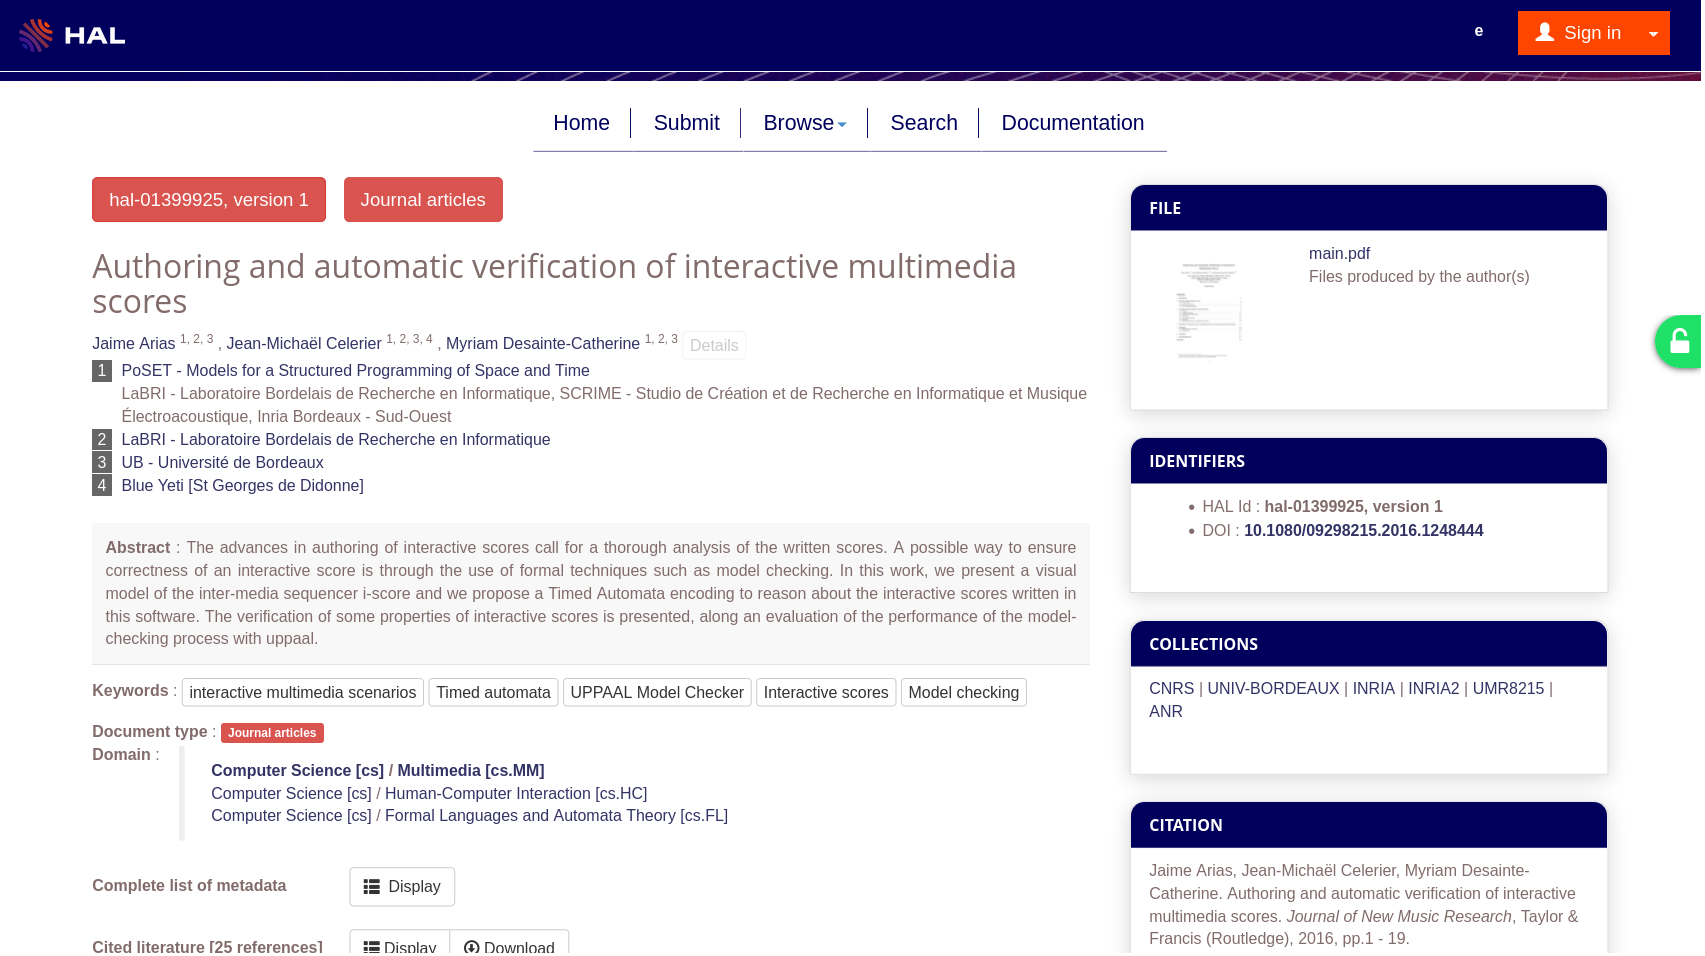 HAL
e
Sign in
Home
Submit
Browse
Search
Documentation
hal-01399925, version 1
Journal articles
Authoring and automatic verification of interactive multimedia
scores
Jaime Arias 1, 2, 3 , Jean-Michaël Celerier 1, 2, 3, 4 , Myriam Desainte-Catherine 1, 2, 3 Details
1 PoSET - Models for a Structured Programming of Space and Time
LaBRI - Laboratoire Bordelais de Recherche en Informatique, SCRIME - Studio de Création et de Recherche en Informatique et Musique
Électroacoustique, Inria Bordeaux - Sud-Ouest
2 LaBRI - Laboratoire Bordelais de Recherche en Informatique
3 UB - Université de Bordeaux
4 Blue Yeti [St Georges de Didonne]
Abstract : The advances in authoring of interactive scores call for a thorough analysis of the written scores. A possible way to ensure
correctness of an interactive score is through the use of formal techniques such as model checking. In this work, we present a visual
model of the inter-media sequencer i-score and we propose a Timed Automata encoding to reason about the interactive scores written in
this software. The verification of some properties of interactive scores is presented, along an evaluation of the performance of the model-
checking process with uppaal.
Keywords : interactive multimedia scenarios Timed automata UPPAAL Model Checker Interactive scores Model checking
Document type : Journal articles
Domain :
Computer Science [cs] / Multimedia [cs.MM]
Computer Science [cs] / Human-Computer Interaction [cs.HC]
Computer Science [cs] / Formal Languages and Automata Theory [cs.FL]
Complete list of metadata Display
Cited literature [25 references] Display Download
FILE
main.pdf
Files produced by the author(s)
IDENTIFIERS
HAL Id : hal-01399925, version 1
DOI : 10.1080/09298215.2016.1248444
COLLECTIONS
CNRS | UNIV-BORDEAUX | INRIA | INRIA2 | UMR8215 |
ANR
CITATION
Jaime Arias, Jean-Michaël Celerier, Myriam Desainte-
Catherine. Authoring and automatic verification of interactive
multimedia scores. Journal of New Music Research, Taylor &
Francis (Routledge), 2016, pp.1 - 19.